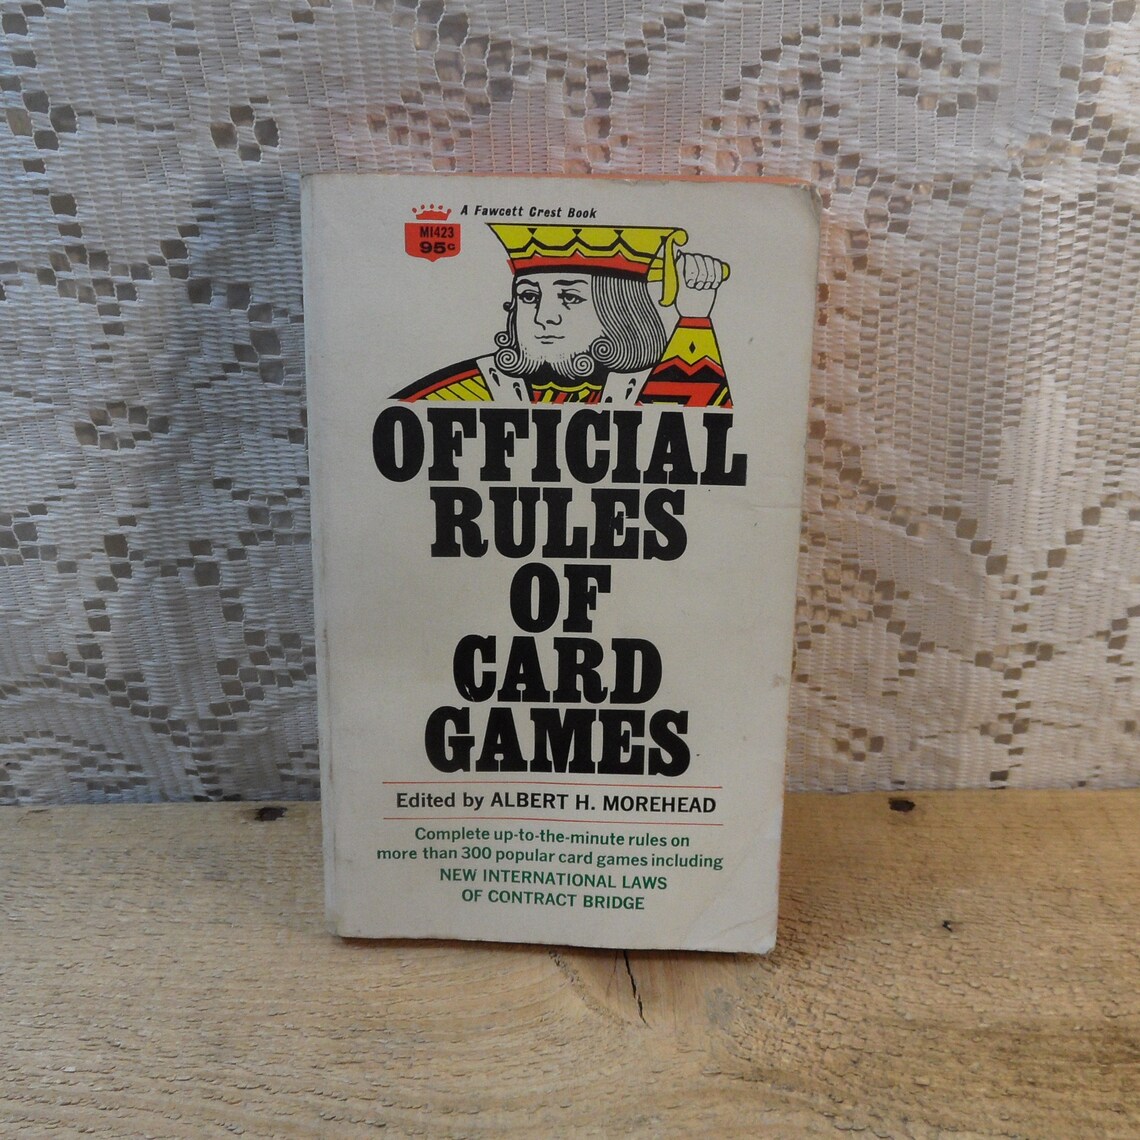 A Fawcett Crest Book
M1423
95c
OFFICIAL
RULES
OF
CARD
GAMES
Edited by ALBERT H. MOREHEAD
Complete up-to-the-minute rules on
more than 300 popular card games including
NEW INTERNATIONAL LAWS
OF CONTRACT BRIDGE